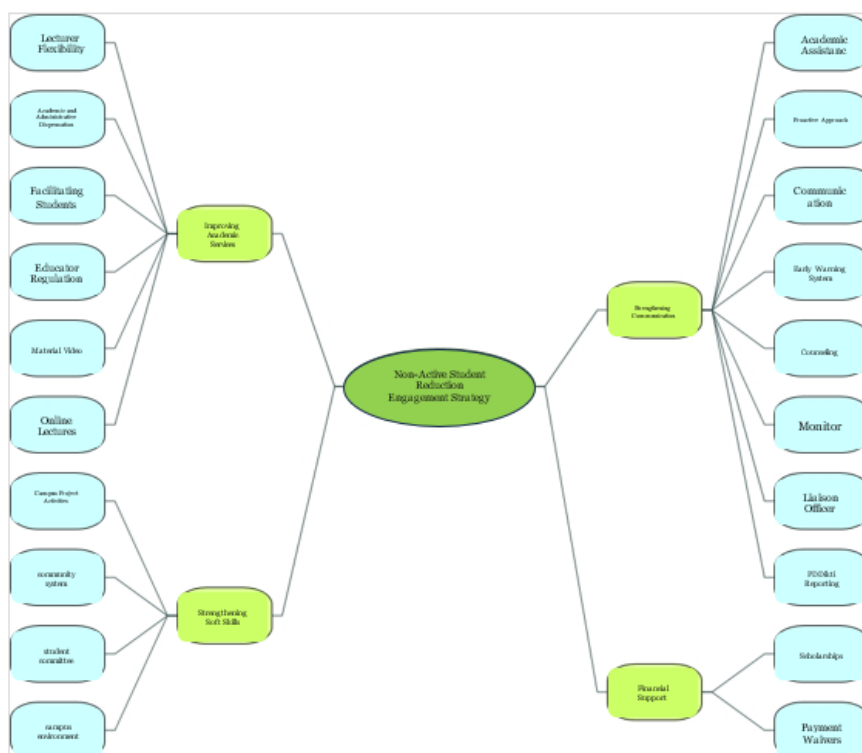 Lecturer
Flexibility
Academic and
Administrative
Dispensation
Facilitating
Students
Educator
Regulation
Material Video
Online
Lectures
Improving
Academic
Services
Campus Project
Activities
community
system
student
committee
campus
environment
Strengthening
Soft Skills
Non-Active Student
Reduction
Engagement Strategy
Strengthening
Communication
Academic
Assistanc
Proactive Approach
Communic
ation
Early Warning
System
Counseling
Monitor
Liaison
Officer
PDDikti
Reporting
Financial
Support
Scholarships
Payment
Waivers